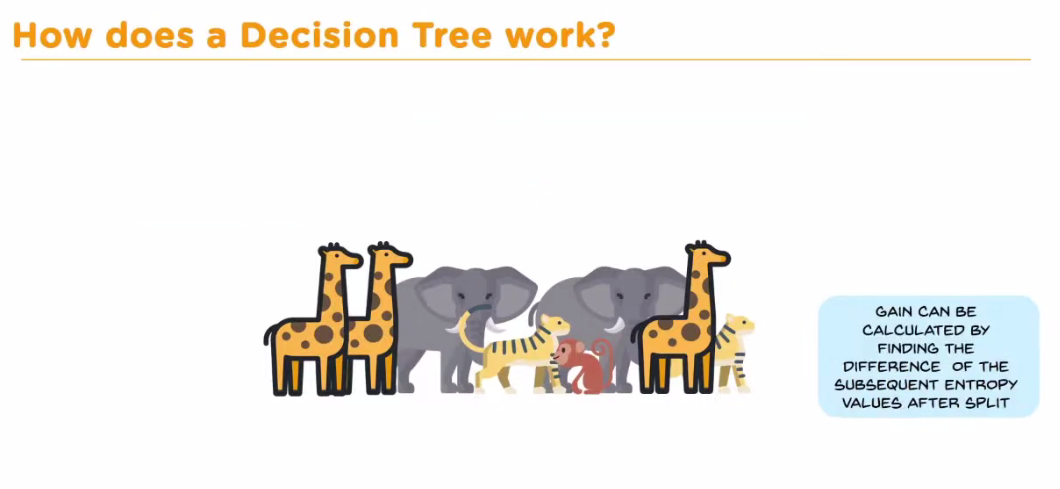 How does a Decision Tree work?
GAIN CAN BE
CALCULATED BY
FINDING THE
DIFFERENCE OF THE
SUBSEQUENT ENTROPY
VALUES AFTER SPLIT